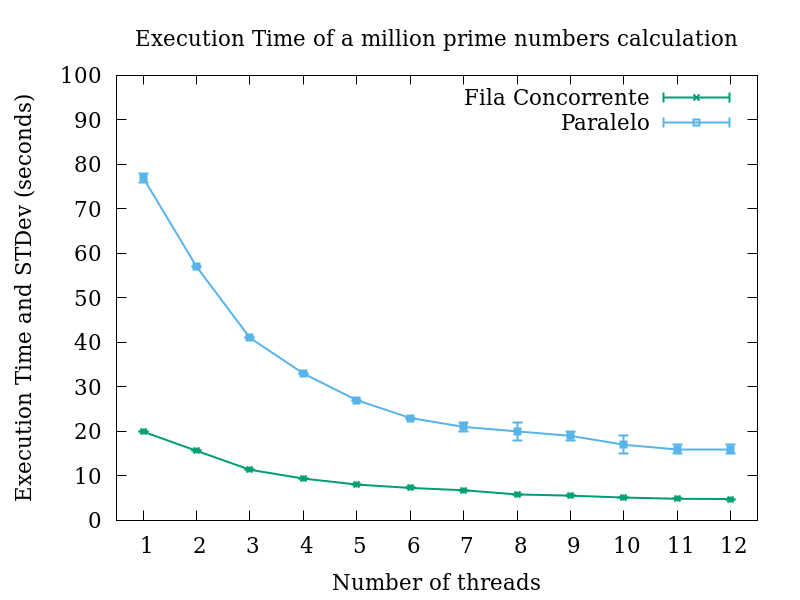 Execution Time of a million prime numbers calculation
Execution Time and STDev (seconds)
100
90
80
70
60
50
40
30
20
10
0
Fila Concorrente
Paralelo
1 2 3 4 5 6 7 8 9 10 11 12
Number of threads